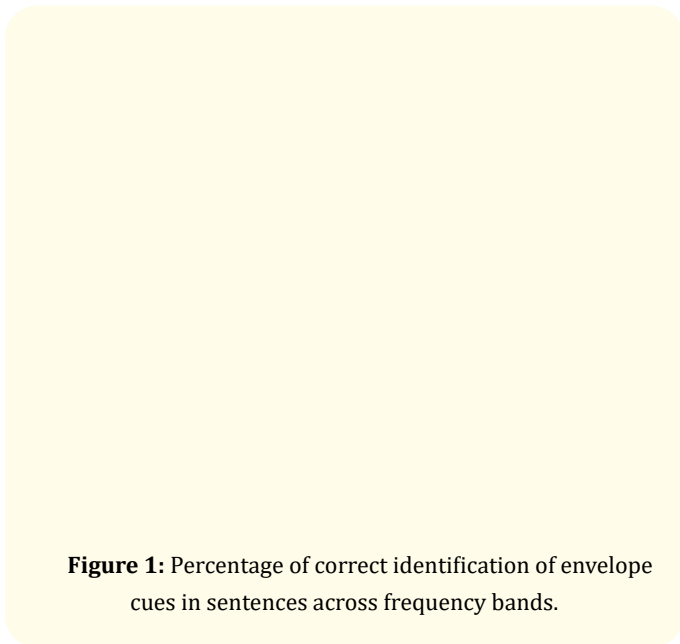 Figure 1: Percentage of correct identification of envelope
cues in sentences across frequency bands.